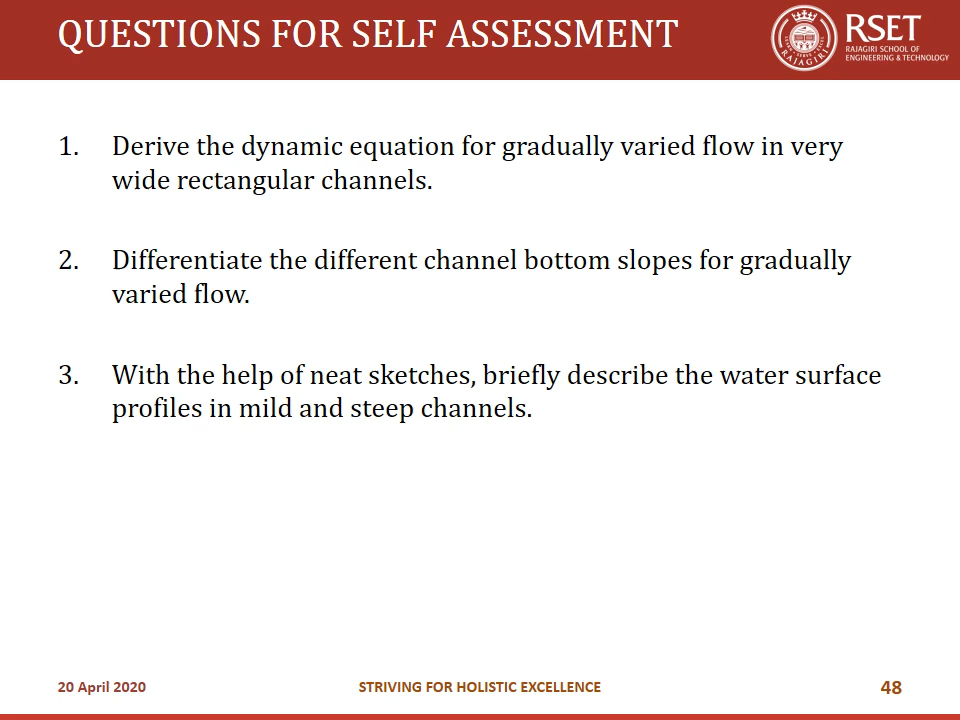 QUESTIONS FOR SELF ASSESSMENT
RSET
RAJAGIRI SCHOOL OF
ENGINEERING & TECHNOLOGY
RAJAGIRI
1. Derive the dynamic equation for gradually varied flow in very
wide rectangular channels.
2. Differentiate the different channel bottom slopes for gradually
varied flow.
3. With the help of neat sketches, briefly describe the water surface
profiles in mild and steep channels.
20 April 2020
STRIVING FOR HOLISTIC EXCELLENCE
48